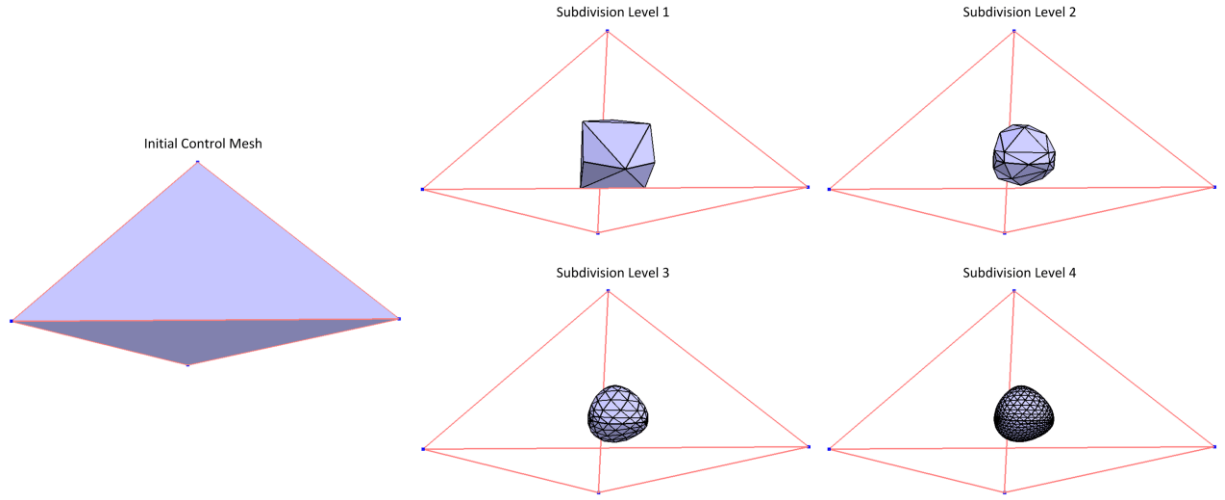 Initial Control Mesh
Subdivision Level 1
Subdivision Level 2
Subdivision Level 3
Subdivision Level 4